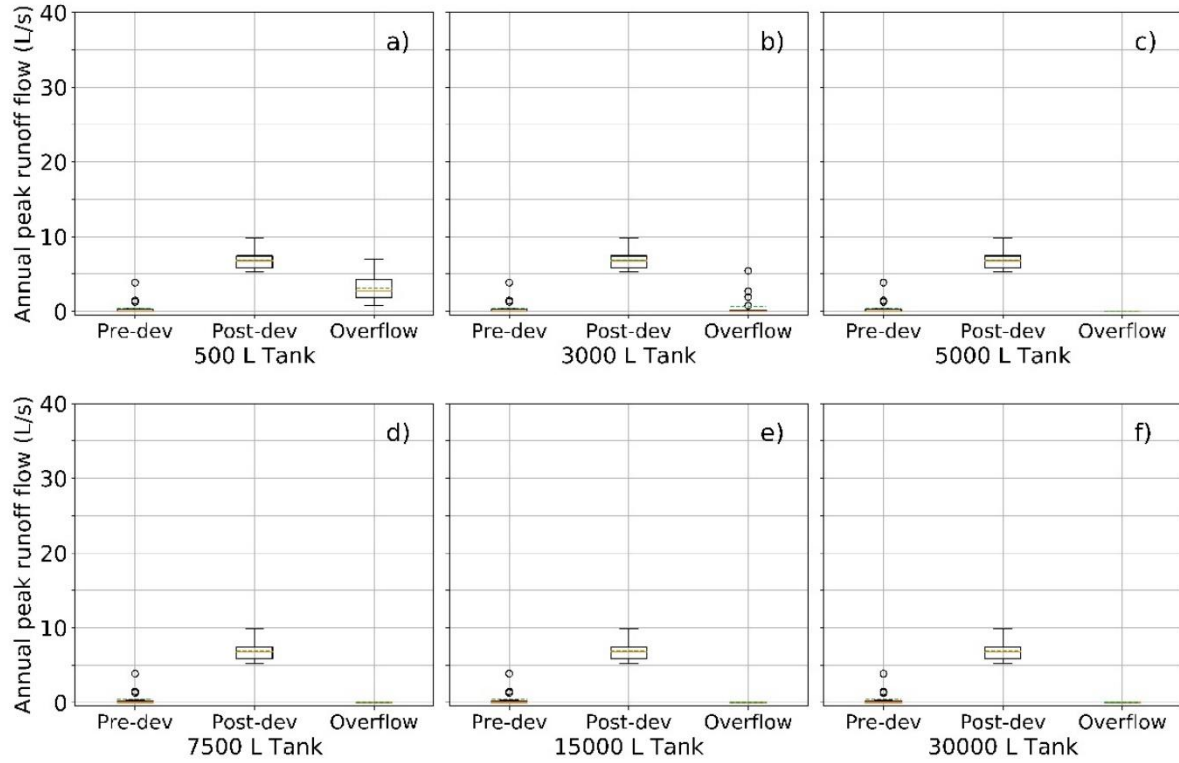 Annual peak runoff flow (L/s)
40
30
20
10
0
a)
Pre-dev Post-dev Overflow
500 L Tank
b)
Pre-dev Post-dev Overflow
3000 L Tank
c)
Pre-dev Post-dev Overflow
5000 L Tank
Annual peak runoff flow (L/s)
40
30
20
10
0
d)
Pre-dev Post-dev Overflow
7500 L Tank
e)
Pre-dev Post-dev Overflow
15000 L Tank
f)
Pre-dev Post-dev Overflow
30000 L Tank